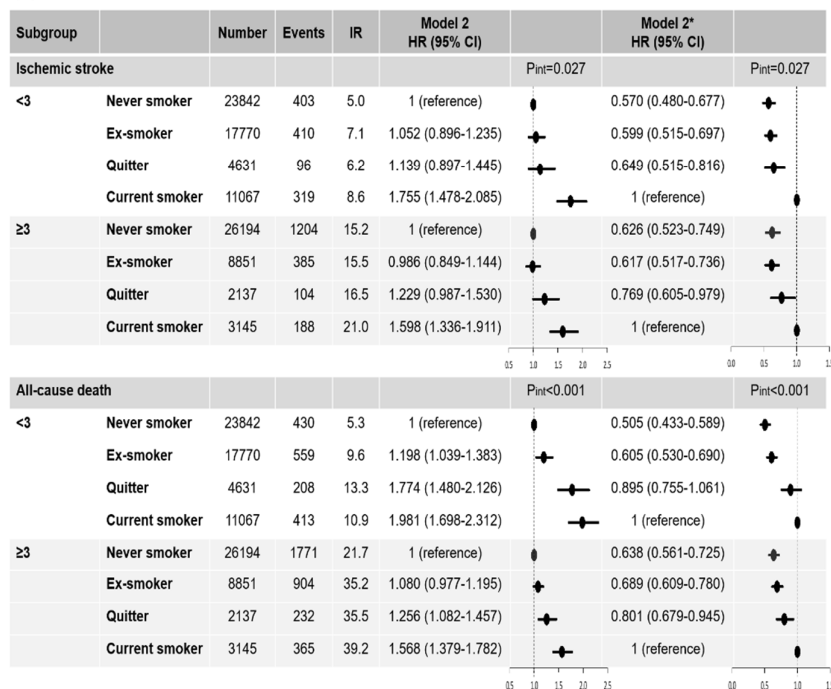 Subgroup Number Events IR Model 2 HR (95% CI) Model 2* HR (95% CI)
Ischemic stroke Pint=0.027 Pint=0.027
<3 Never smoker 23842 403 5.0 1 (reference) 0.570 (0.480-0.677)
Ex-smoker 17770 410 7.1 1.052 (0.896-1.235) 0.599 (0.515-0.697)
Quitter 4631 96 6.2 1.139 (0.897-1.445) 0.649 (0.515-0.816)
Current smoker 11067 319 8.6 1.755 (1.478-2.085) 1 (reference)
≥3 Never smoker 26194 1204 15.2 1 (reference) 0.626 (0.523-0.749)
Ex-smoker 8851 385 15.5 0.986 (0.849-1.144) 0.617 (0.517-0.736)
Quitter 2137 104 16.5 1.229 (0.987-1.530) 0.769 (0.605-0.979)
Current smoker 3145 188 21.0 1.598 (1.336-1.911) 1 (reference)
0.5 1.0 1.5 2.0 2.5 0.0 0.5 1.0
All-cause death Pint<0.001 Pint<0.001
<3 Never smoker 23842 430 5.3 1 (reference) 0.505 (0.433-0.589)
Ex-smoker 17770 559 9.6 1.198 (1.039-1.383) 0.605 (0.530-0.690)
Quitter 4631 208 13.3 1.774 (1.480-2.126) 0.895 (0.755-1.061)
Current smoker 11067 413 10.9 1.981 (1.698-2.312) 1 (reference)
≥3 Never smoker 26194 1771 21.7 1 (reference) 0.638 (0.561-0.725)
Ex-smoker 8851 904 35.2 1.080 (0.977-1.195) 0.689 (0.609-0.780)
Quitter 2137 232 35.5 1.256 (1.082-1.457) 0.801 (0.679-0.945)
Current smoker 3145 365 39.2 1.568 (1.379-1.782) 1 (reference)
0.5 1.0 1.5 2.0 2.5 0.0 0.5 1.0